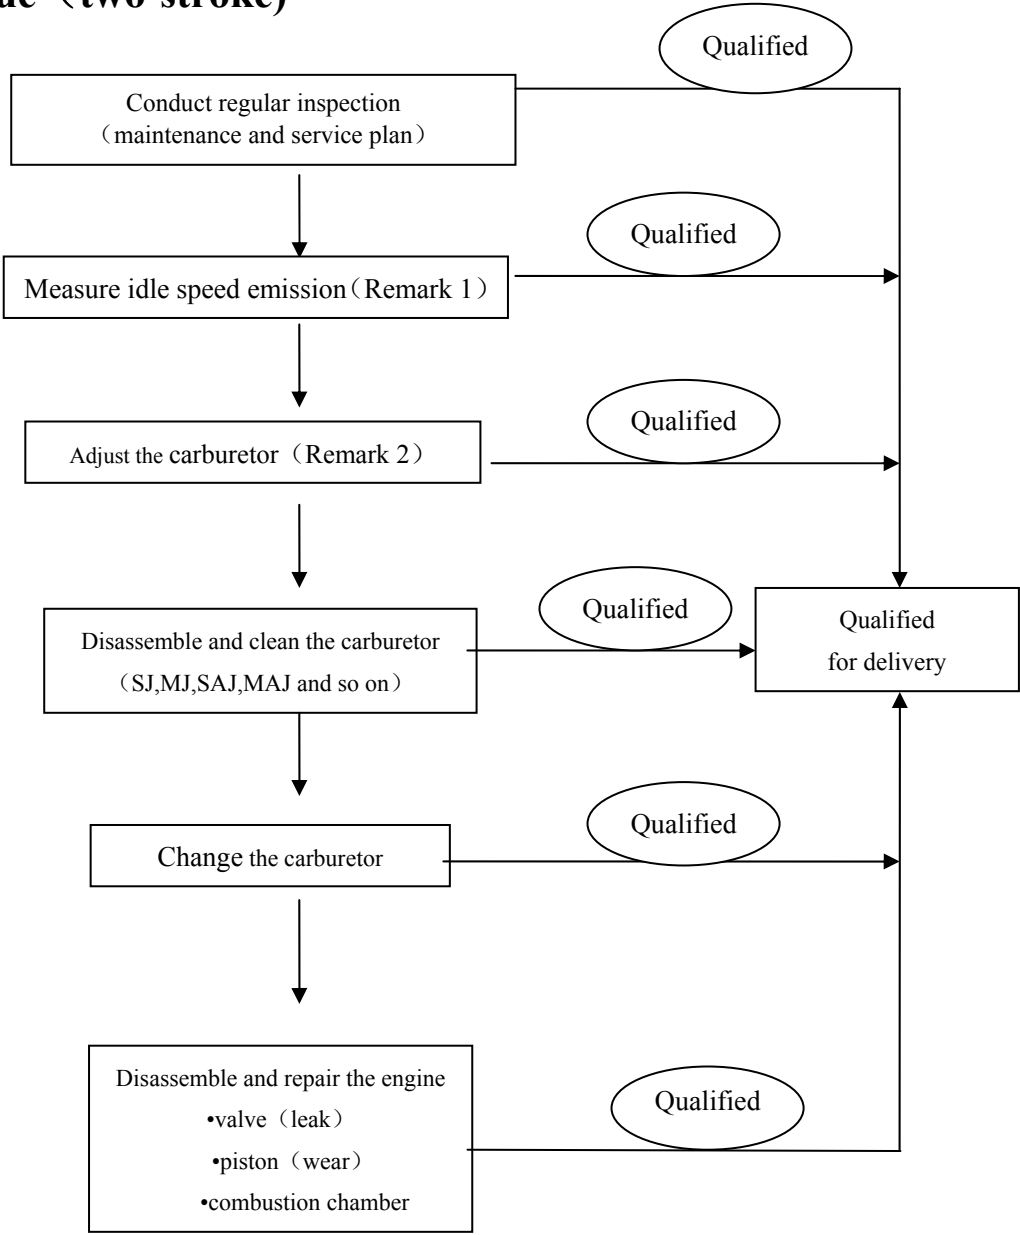 （two-stroke)
Qualified
Conduct regular inspection
（maintenance and service plan）
Qualified
Measure idle speed emission（Remark 1）
Qualified
Adjust the carburetor（Remark 2）
Qualified
Disassemble and clean the carburetor
（SJ,MJ,SAJ,MAJ and so on）
Qualified
for delivery
Qualified
Change the carburetor
Disassemble and repair the engine
•valve（leak）
•piston（wear）
•combustion chamber
Qualified